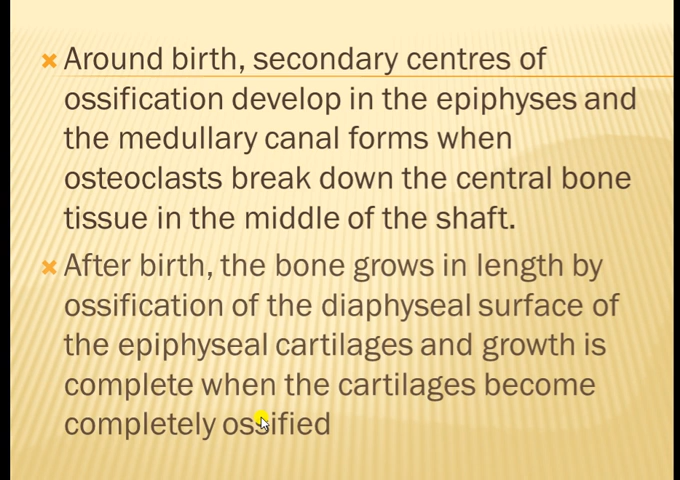 Around birth, secondary centres of
ossification develop in the epiphyses and
the medullary canal forms when
osteoclasts break down the central bone
tissue in the middle of the shaft.
After birth, the bone grows in length by
ossification of the diaphyseal surface of
the epiphyseal cartilages and growth is
complete when the cartilages become
completely ossified